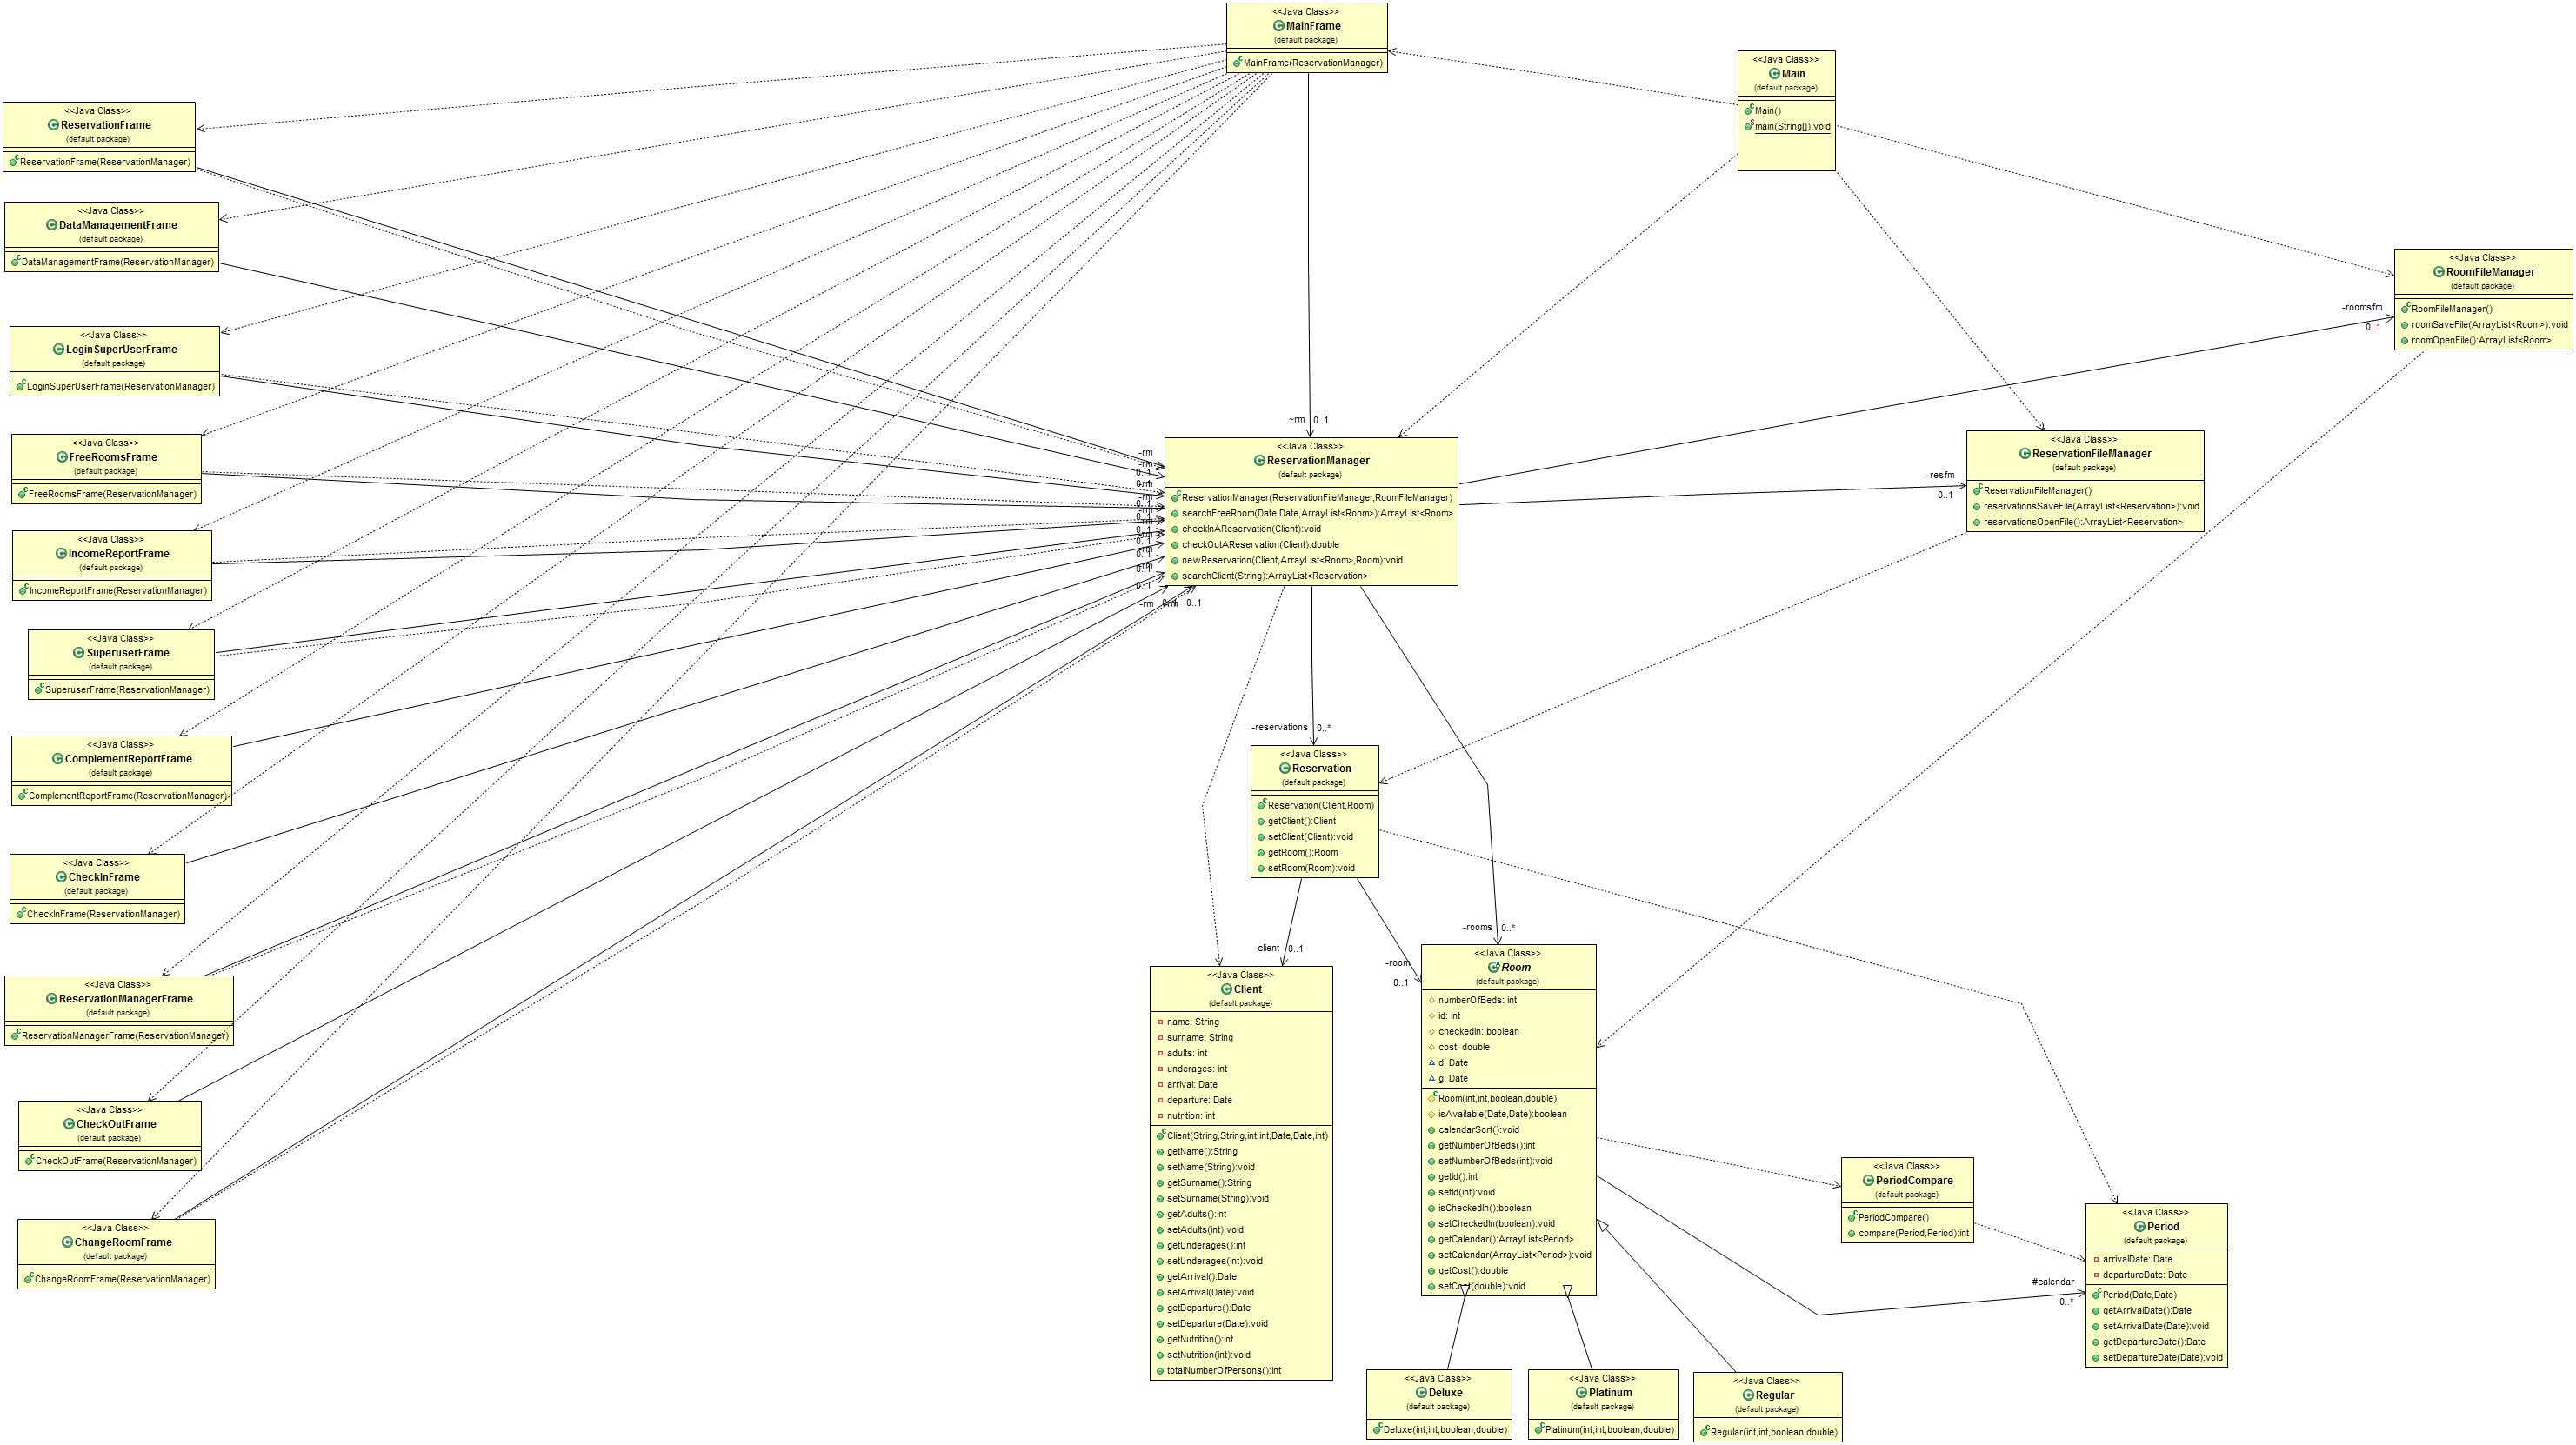 <<Java Class>>
MainFrame
(default package)
MainFrame(ReservationManager)
<<Java Class>>
Main
(default package)
Main()
main(String[]):void
<<Java Class>>
ReservationFrame
(default package)
ReservationFrame(ReservationManager)
<<Java Class>>
DataManagementFrame
(default package)
DataManagementFrame(ReservationManager)
<<Java Class>>
RoomFileManager
(default package)
RoomFileManager()
roomSaveFile(ArrayList<Room>):void
roomOpenFile():ArrayList<Room>
-roomsfm
0..1
<<Java Class>>
LoginSuperUserFrame
(default package)
LoginSuperUserFrame(ReservationManager)
<<Java Class>>
FreeRoomsFrame
(default package)
FreeRoomsFrame(ReservationManager)
~rm 0..1
<<Java Class>>
ReservationManager
(default package)
ReservationManager(ReservationFileManager,RoomFileManager)
searchFreeRoom(Date,Date,ArrayList<Room>):ArrayList<Room>
checkInAReservation(Client):void
checkOutAReservation(Client):double
newReservation(Client,ArrayList<Room>,Room):void
searchClient(String):ArrayList<Reservation>
-rm
-rm
0..1
-rm
-rm
0..1
-rm
0..1
0..1
0..1
-rm
0..1
-rm
0..1
-rm 0..1
-resfm
0..1
<<Java Class>>
ReservationFileManager
(default package)
ReservationFileManager()
reservationsSaveFile(ArrayList<Reservation>):void
reservationsOpenFile():ArrayList<Reservation>
<<Java Class>>
IncomeReportFrame
(default package)
IncomeReportFrame(ReservationManager)
<<Java Class>>
SuperuserFrame
(default package)
SuperuserFrame(ReservationManager)
<<Java Class>>
ComplementReportFrame
(default package)
ComplementReportFrame(ReservationManager)
-reservations 0..*
<<Java Class>>
Reservation
(default package)
Reservation(Client,Room)
getClient():Client
setClient(Client):void
getRoom():Room
setRoom(Room):void
<<Java Class>>
CheckInFrame
(default package)
CheckInFrame(ReservationManager)
<<Java Class>>
ReservationManagerFrame
(default package)
ReservationManagerFrame(ReservationManager)
<<Java Class>>
CheckOutFrame
(default package)
CheckOutFrame(ReservationManager)
<<Java Class>>
ChangeRoomFrame
(default package)
ChangeRoomFrame(ReservationManager)
-client 0..1
<<Java Class>>
Client
(default package)
name: String
surname: String
adults: int
underages: int
arrival: Date
departure: Date
nutrition: int
Client(String,String,int,int,Date,Date,int)
getName():String
setName(String):void
getSurname():String
setSurname(String):void
getAdults():int
setAdults(int):void
getUnderages():int
setUnderages(int):void
getArrival():Date
setArrival(Date):void
getDeparture():Date
setDeparture(Date):void
getNutrition():int
setNutrition(int):void
totalNumberOfPersons():int
-rooms 0..*
-room
0..1
<<Java Class>>
Room
(default package)
numberOfBeds: int
id: int
checkedIn: boolean
cost: double
d: Date
g: Date
Room(int,int,boolean,double)
isAvailable(Date,Date):boolean
calendarSort():void
getNumberOfBeds():int
setNumberOfBeds(int):void
getId():int
setId(int):void
isCheckedIn():boolean
setCheckedIn(boolean):void
getCalendar():ArrayList<Period>
setCalendar(ArrayList<Period>):void
getCost():double
setCost(double):void
<<Java Class>>
PeriodCompare
(default package)
PeriodCompare()
compare(Period,Period):int
#calendar
0..*
<<Java Class>>
Period
(default package)
arrivalDate: Date
departureDate: Date
Period(Date,Date)
getArrivalDate():Date
setArrivalDate(Date):void
getDepartureDate():Date
setDepartureDate(Date):void
<<Java Class>>
Deluxe
(default package)
Deluxe(int,int,boolean,double)
<<Java Class>>
Platinum
(default package)
Platinum(int,int,boolean,double)
<<Java Class>>
Regular
(default package)
Regular(int,int,boolean,double)